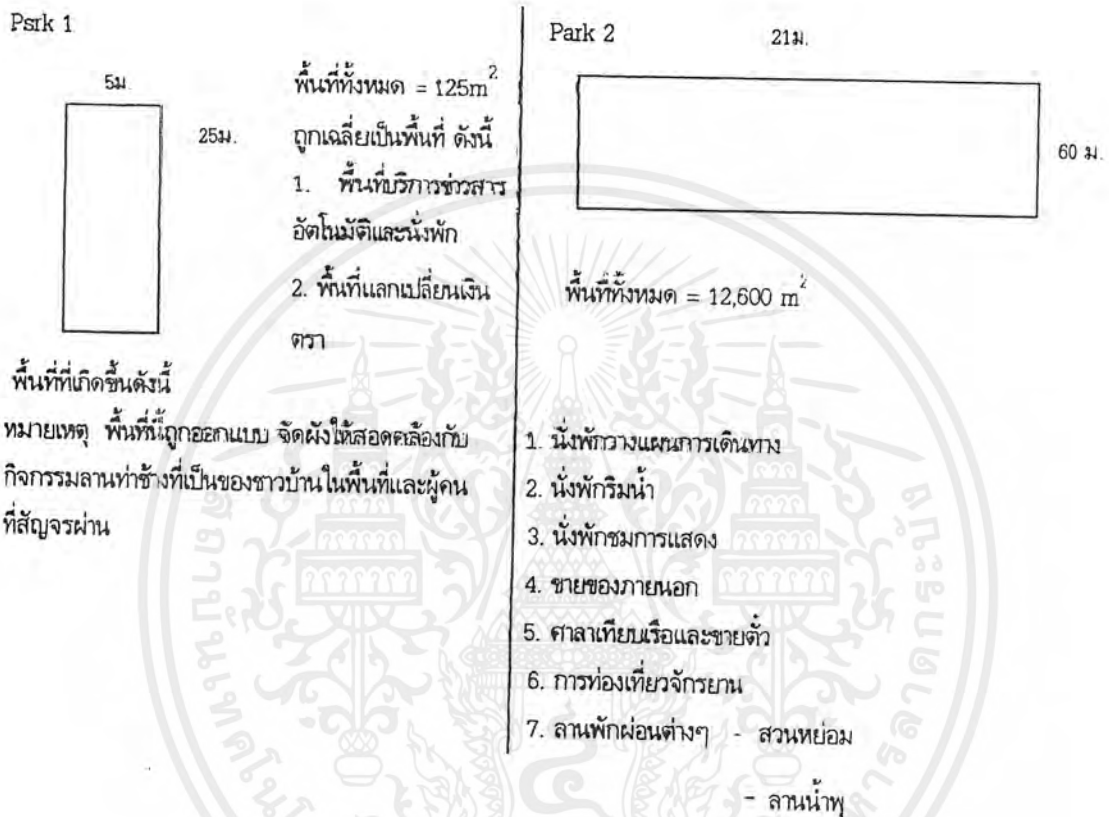 Psrk 1
5ม
25ม.
พื้นที่ทั้งหมด = 125m²
ถูกเฉลี่ยเป็นพื้นที่ ดังนี้
1. พื้นที่บริการข่าวสาร
อัตโนมัติและนั่งพัก
2. พื้นที่แลกเปลี่ยนเงิน
ตรา
พื้นที่ที่เกิดขึ้นดังนี้
หมายเหตุ พื้นที่นี้ถูกออกแบบ จัดผังให้สอดคล้องกับ
กิจกรรมลานท่าช้างที่เป็นของชาวบ้านในพื้นที่และผู้คน
ที่สัญจรผ่าน
Park 2
21ม.
60 ม.
พื้นที่ทั้งหมด = 12,600 m²
1. นั่งพักวางแผนการเดินทาง
2. นั่งพักริมน้ำ
3. นั่งพักชมการแสดง
4. ขายของภายนอก
5. ศาลาเทียบเรือและขายตั๋ว
6. การท่องเที่ยวจักรยาน
7. ลานพักผ่อนต่างๆ - สวนหย่อม
- ลานน้ำพุ